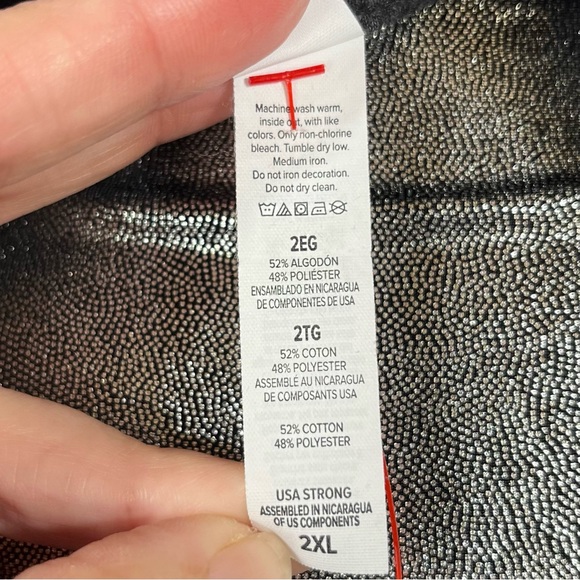 Machine wash warm,
inside out, with like
colors. Only non-chlorine
bleach. Tumble dry low.
Medium iron.
Do not iron decoration.
Do not dry clean.
2EG
52% ALGODÓN
48% POLIÉSTER
ENSAMBLADO EN NICARAGUA
DE COMPONENTES DE USA
2TG
52% COTON
48% POLYESTER
ASSEMBLE AU NICARAGUA
DE COMPOSANTS USA
52% COTTON
48% POLYESTER
USA STRONG
ASSEMBLED IN NICARAGUA
OF US COMPONENTS
2XL